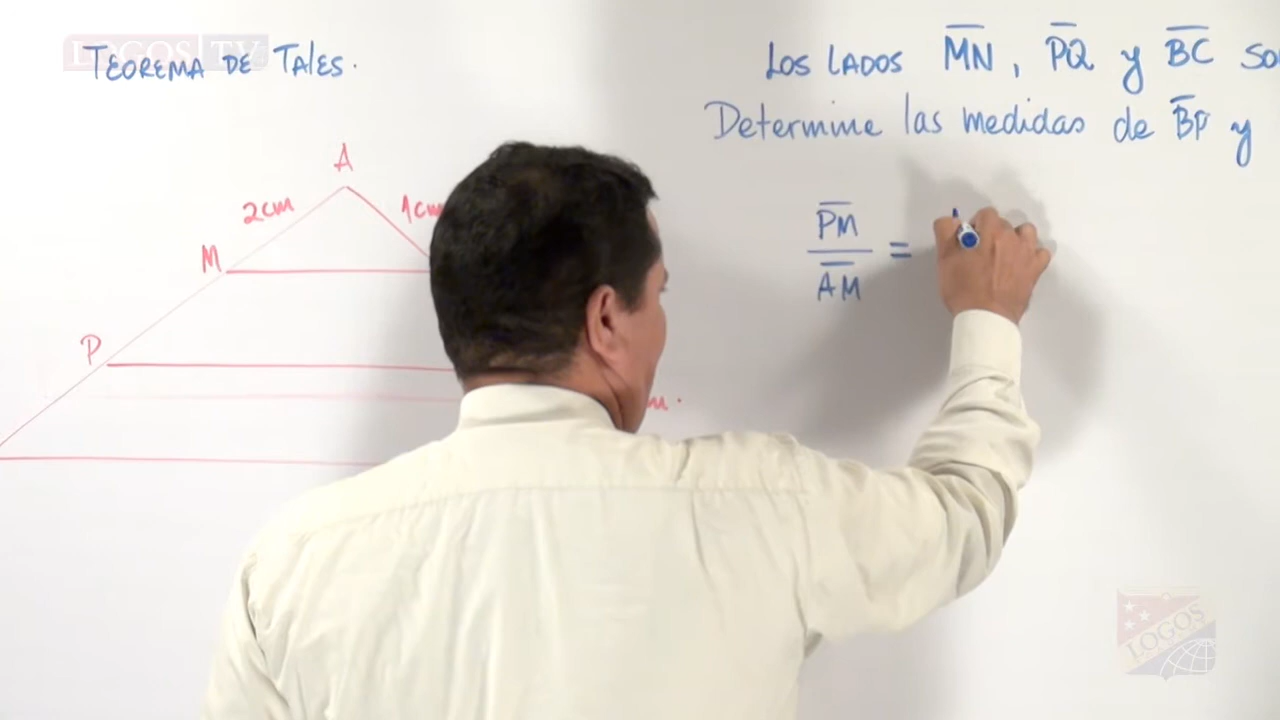 LOGOS TV
TEOREMA DE TALES.
LOS LADOS MN, PQ y BC
Determine las medidas de BP y
A
2cm
1cm
M
P
PM
AM
=
LOGOS